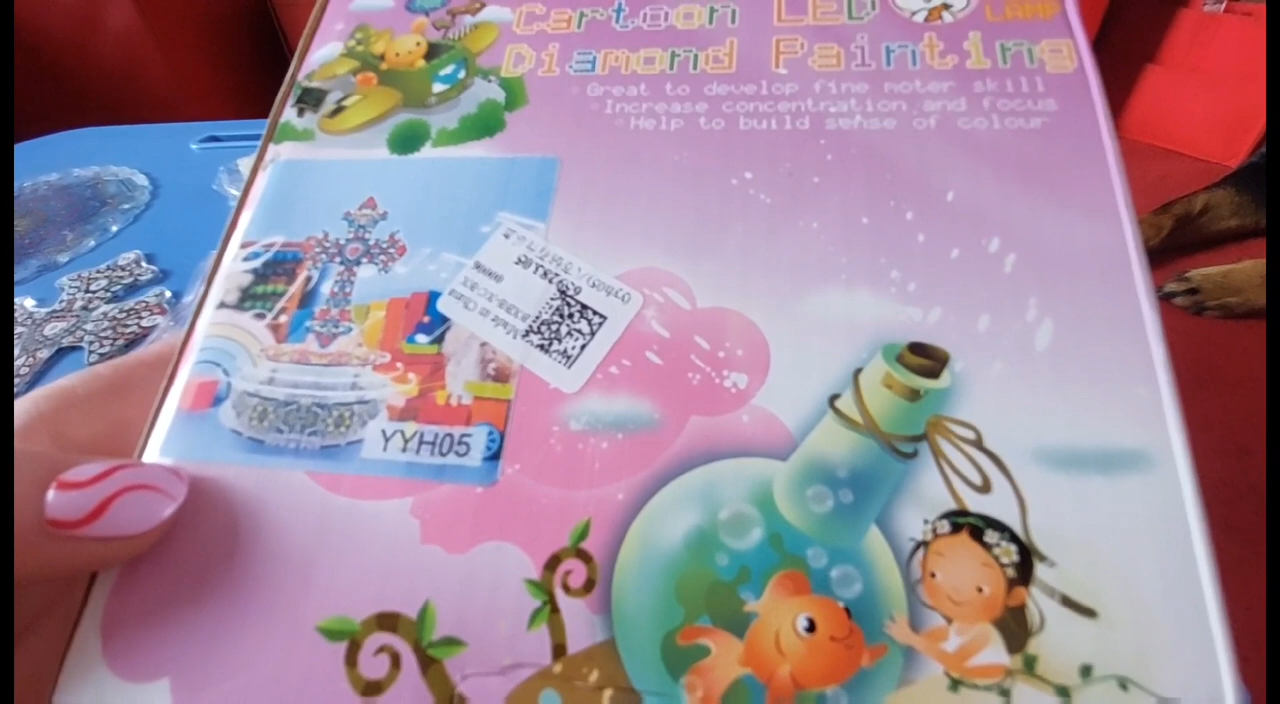 Cartoon LED
LAMP
Diamond Painting
Great to develop fine moter skill
Increase concentration and focus
Help to build sense of colour
Made in China
YYH05